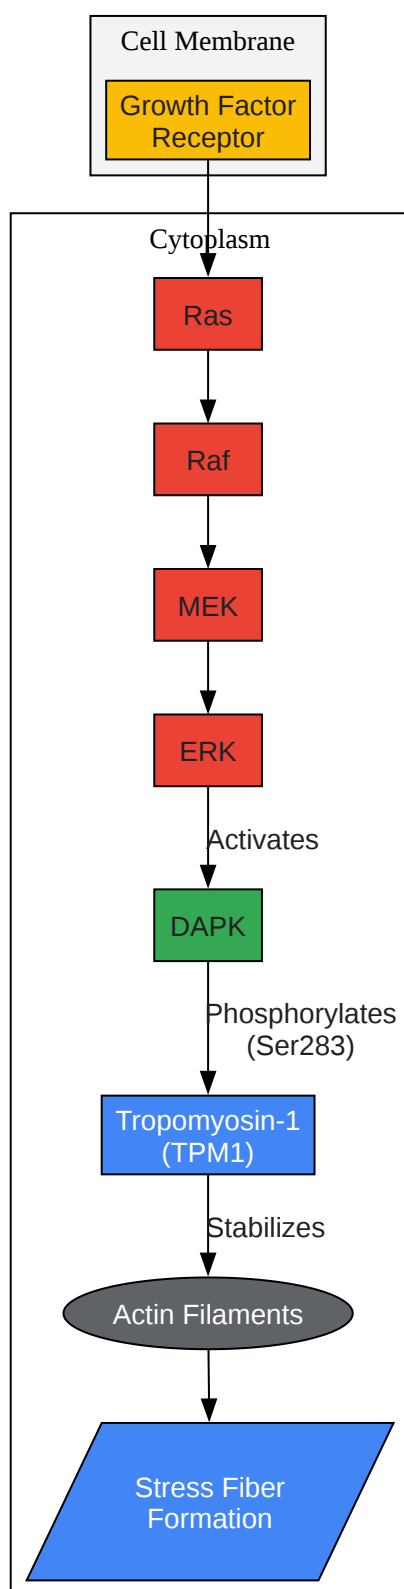 Cell Membrane
Growth Factor
Receptor
Cytoplasm
Ras
Raf
MEK
ERK
Activates
DAPK
Phosphorylates
(Ser283)
Tropomyosin-1
(TPM1)
Stabilizes
Actin Filaments
Stress Fiber
Formation